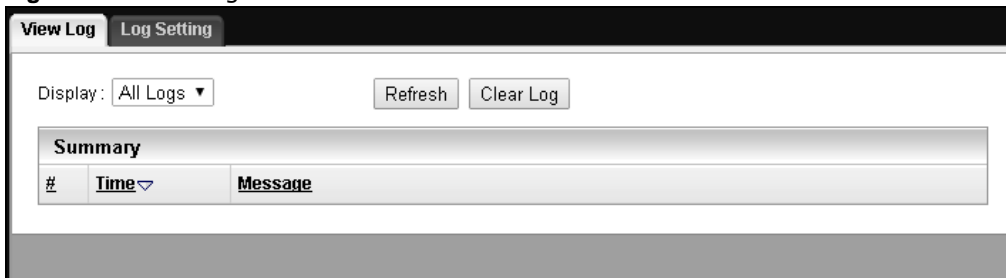 View Log Log Setting
Display : All Logs ▼ Refresh Clear Log
Summary
# Time Message